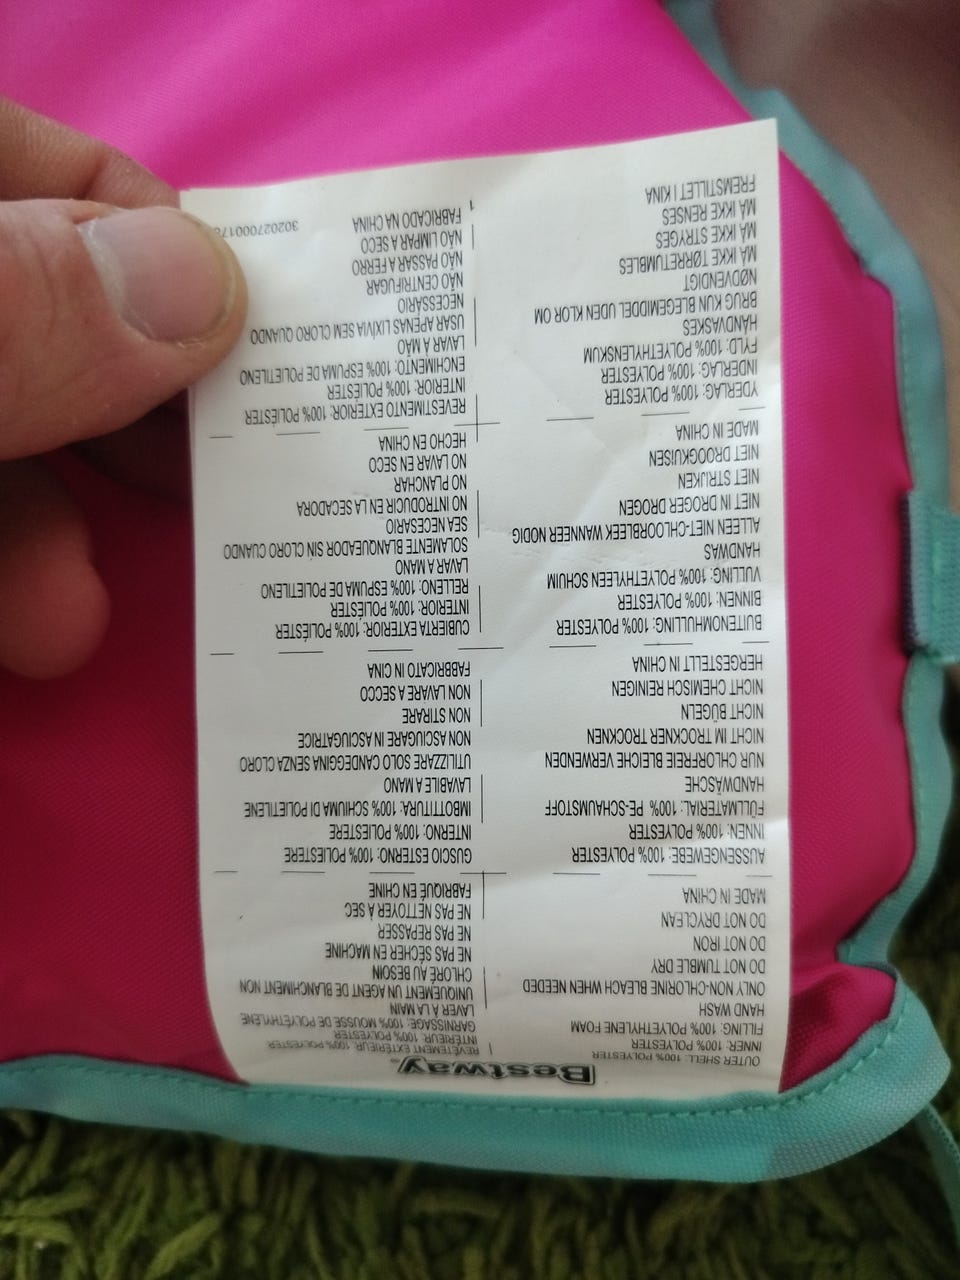 Bestway®
OUTER SHELL: 100% POLYESTER
INNER: 100% POLYESTER
FILLING: 100% POLYETHYLENE FOAM
HAND WASH
ONLY NON-CHLORINE BLEACH WHEN NEEDED
DO NOT TUMBLE DRY
DO NOT IRON
DO NOT DRYCLEAN
MADE IN CHINA
REVÊTEMENT EXTÉRIEUR: 100% POLYESTER
INTÉRIEUR: 100% POLYESTER
GARNISSAGE: 100% MOUSSE DE POLYÉTHYLÈNE
LAVER À LA MAIN
UNIQUEMENT UN AGENT DE BLANCHIMENT NON
CHLORÉ AU BESOIN
NE PAS SÉCHER EN MACHINE
NE PAS REPASSER
NE PAS NETTOYER À SEC
FABRIQUÉ EN CHINE
AUSSENGEWEBE: 100% POLYESTER
INNEN: 100% POLYESTER
FÜLLMATERIAL: 100% PE-SCHAUMSTOFF
HANDWÄSCHE
NUR CHLORFREIE BLEICHE VERWENDEN
NICHT IM TROCKNER TROCKNEN
NICHT BÜGELN
NICHT CHEMISCH REINIGEN
HERGESTELLT IN CHINA
GUSCIO ESTERNO: 100% POLIESTERE
INTERNO: 100% POLIESTERE
IMBOTTITURA: 100% SCHIUMA DI POLIETILENE
LAVABILE A MANO
UTILIZZARE SOLO CANDEGGINA SENZA CLORO
NON ASCIUGARE IN ASCIUGATRICE
NON STIRARE
NON LAVARE A SECCO
FABBRICATO IN CINA
BUITENOMHULLING: 100% POLYESTER
BINNEN: 100% POLYESTER
VULLING: 100% POLYETHYLEEN SCHUIM
HANDWAS
ALLEEN NIET-CHLOORBLEEK WANNEER NODIG
NIET IN DROGER DROGEN
NIET STRIJKEN
NIET DROOGKUISEN
MADE IN CHINA
CUBIERTA EXTERIOR: 100% POLIÉSTER
INTERIOR: 100% POLIÉSTER
RELLENO: 100% ESPUMA DE POLIETILENO
LAVAR A MANO
SOLAMENTE BLANQUEADOR SIN CLORO CUANDO
SEA NECESARIO
NO INTRODUCIR EN LA SECADORA
NO PLANCHAR
NO LAVAR EN SECO
HECHO EN CHINA
YDERLAG: 100% POLYESTER
INDERLAG: 100% POLYESTER
FYLD: 100% POLYETHYLENSKUM
HÅNDVASKES
BRUG KUN BLEGEMIDDEL UDEN KLOR OM
NØDVENDIGT
MÅ IKKE TØRRETUMBLES
MÅ IKKE STRYGES
MÅ IKKE RENSES
FREMSTILLET I KINA
REVESTIMENTO EXTERIOR: 100% POLIÉSTER
INTERIOR: 100% POLIÉSTER
ENCHIMENTO: 100% ESPUMA DE POLIETILENO
LAVAR À MÃO
USAR APENAS LIXÍVIA SEM CLORO QUANDO
NECESSÁRIO
NÃO CENTRIFUGAR
NÃO PASSAR A FERRO
NÃO LIMPAR A SECO
FABRICADO NA CHINA
1